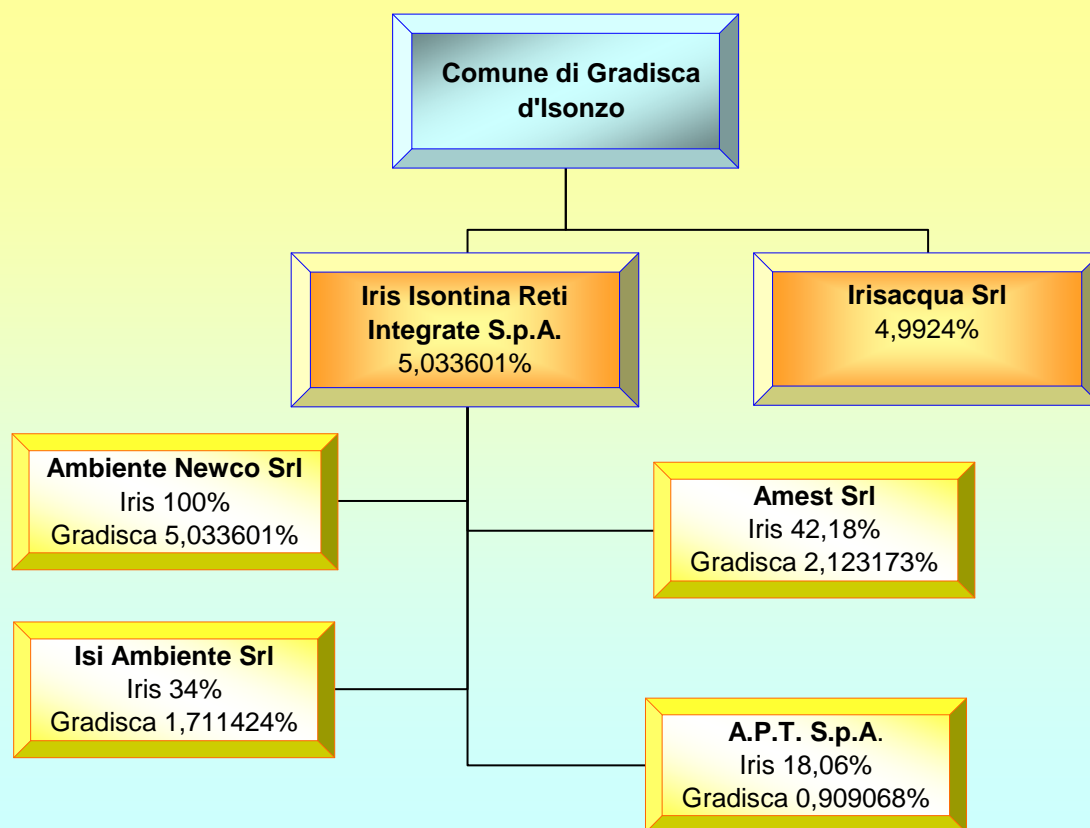 Comune di Gradisca
d'Isonzo
Iris Isontina Reti
Integrate S.p.A.
5,033601%
Irisacqua Srl
4,9924%
Ambiente Newco Srl
Iris 100%
Gradisca 5,033601%
Amest Srl
Iris 42,18%
Gradisca 2,123173%
Isi Ambiente Srl
Iris 34%
Gradisca 1,711424%
A.P.T. S.p.A.
Iris 18,06%
Gradisca 0,909068%